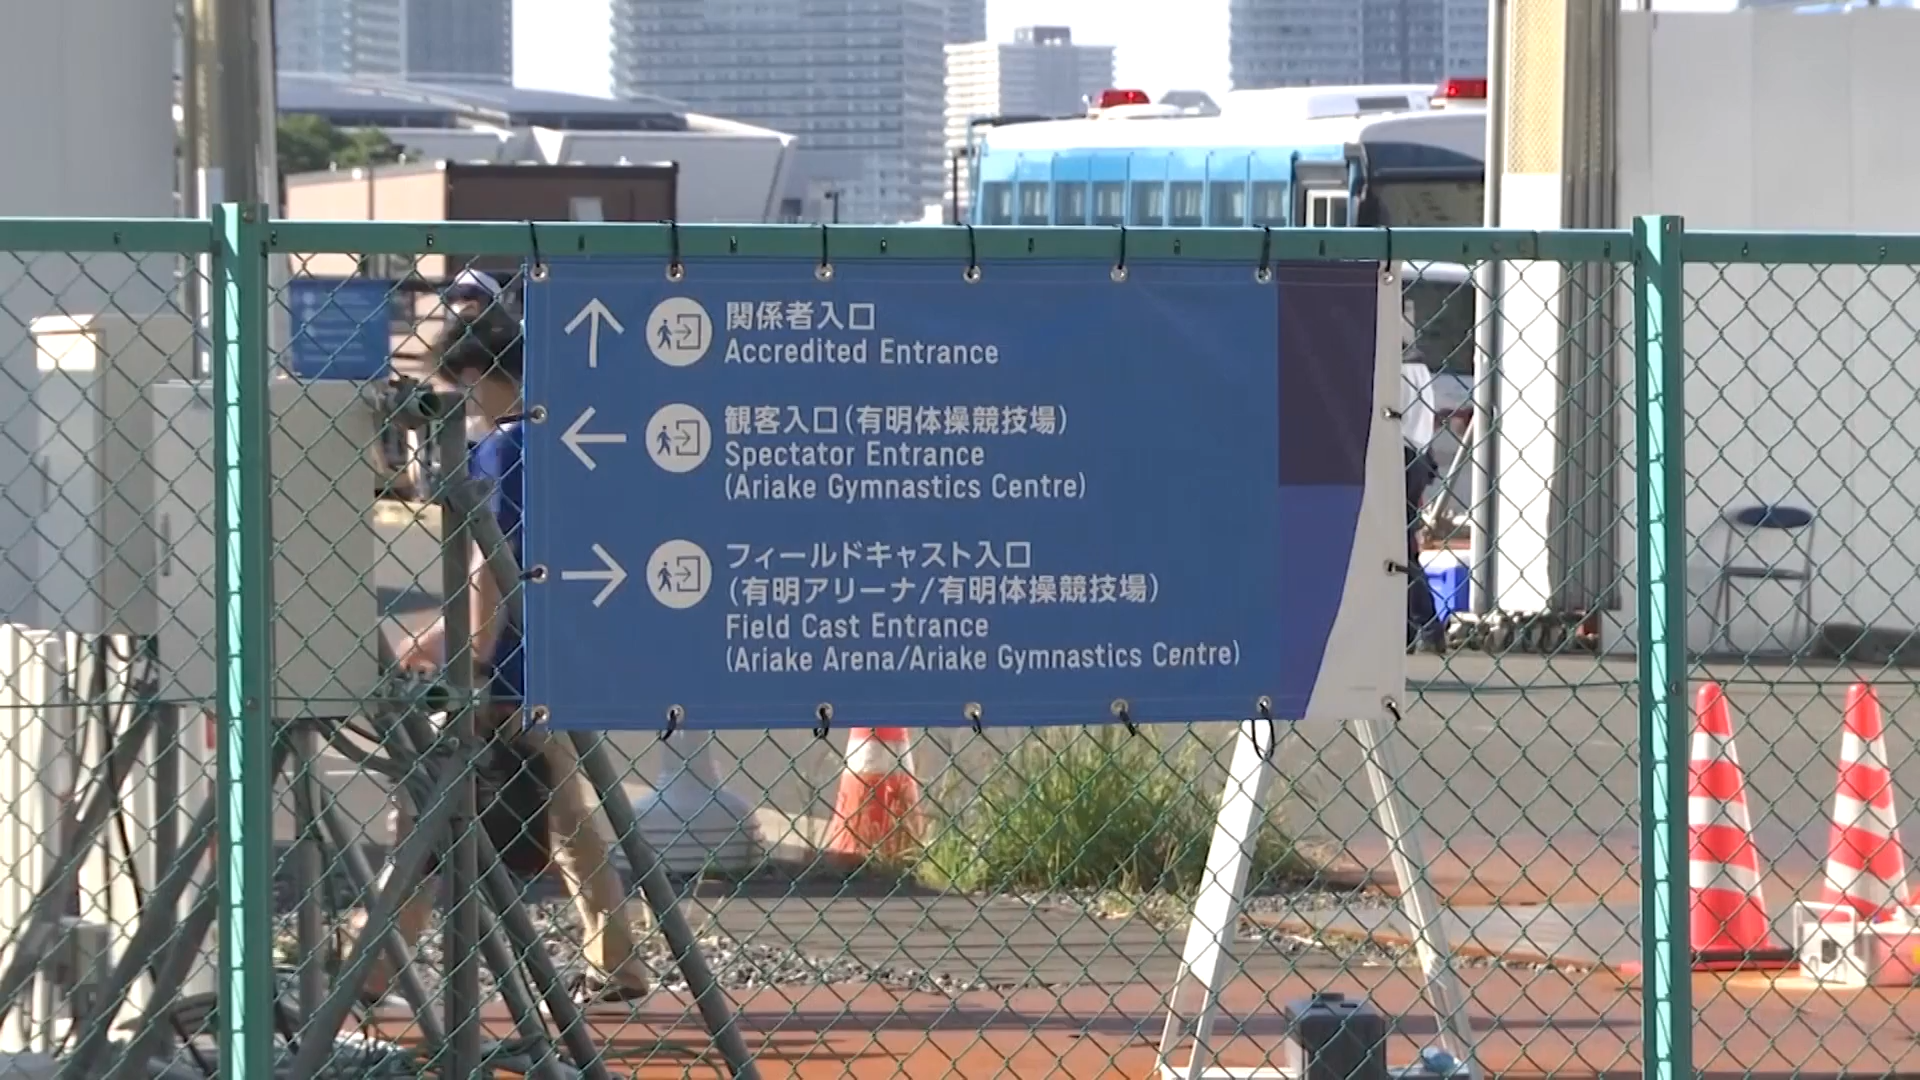 関係者入口
Accredited Entrance
観客入口(有明体操競技場)
Spectator Entrance
(Ariake Gymnastics Centre)
フィールドキャスト入口
(有明アリーナ/有明体操競技場)
Field Cast Entrance
(Ariake Arena/Ariake Gymnastics Centre)